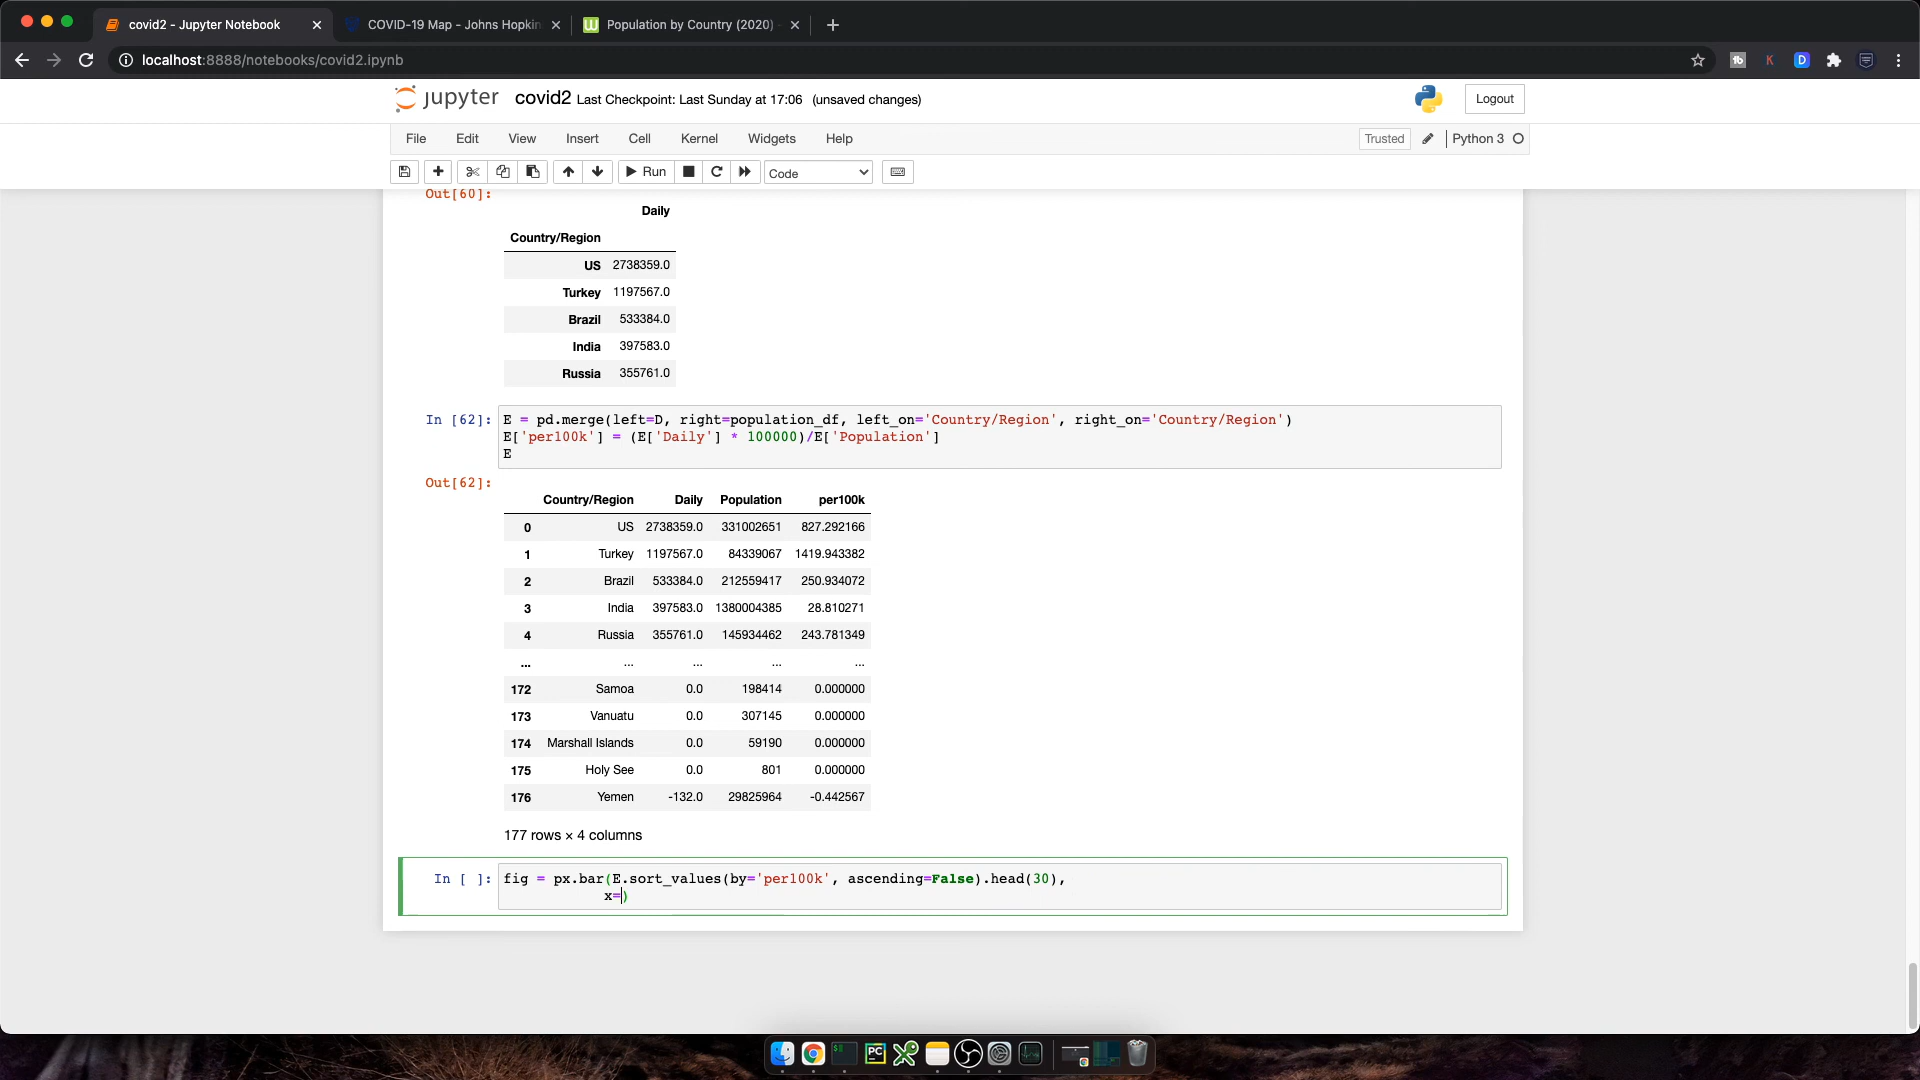 covid2 - Jupyter Notebook
COVID-19 Map - Johns Hopkin
Population by Country (2020)
localhost:8888/notebooks/covid2.ipynb
jupyter covid2 Last Checkpoint: Last Sunday at 17:06 (unsaved changes)
Logout
File Edit View Insert Cell Kernel Widgets Help
Trusted Python 3
Run Code
Out[60]:
Daily
Country/Region
US 2738359.0
Turkey 1197567.0
Brazil 533384.0
India 397583.0
Russia 355761.0
In [62]: E = pd.merge(left=D, right=population_df, left_on='Country/Region', right_on='Country/Region')
E['per100k'] = (E['Daily'] * 100000)/E['Population']
E
Out[62]:
Country/Region Daily Population per100k
0 US 2738359.0 331002651 827.292166
1 Turkey 1197567.0 84339067 1419.943382
2 Brazil 533384.0 212559417 250.934072
3 India 397583.0 1380004385 28.810271
4 Russia 355761.0 145934462 243.781349
... ... ... ... ...
172 Samoa 0.0 198414 0.000000
173 Vanuatu 0.0 307145 0.000000
174 Marshall Islands 0.0 59190 0.000000
175 Holy See 0.0 801 0.000000
176 Yemen -132.0 29825964 -0.442567
177 rows × 4 columns
In [ ]: fig = px.bar(E.sort_values(by='per100k', ascending=False).head(30),
x=)